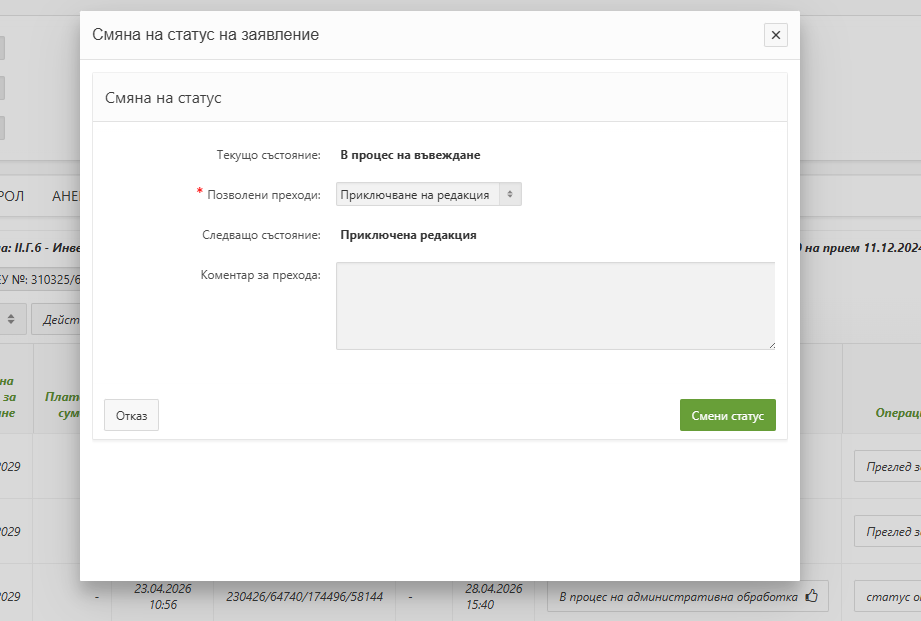 Смяна на статус на заявление
Смяна на статус
Текущо състояние: В процес на въвеждане
* Позволени преходи: Приключване на редакция
Следващо състояние: Приключена редакция
Коментар за прехода:
Отказ
Смени статус
РОЛ АНЕ
а: II.Г.6 - Инве
на прием 11.12.2024
ЕУ №: 310325/6
Дейст
на
за
не
Плат
сум
Операц
2029
Преглед з
2029
Преглед з
2029 - 23.04.2026 10:56 230426/64740/174496/58144 - 28.04.2026 15:40 В процес на административна обработка статус о